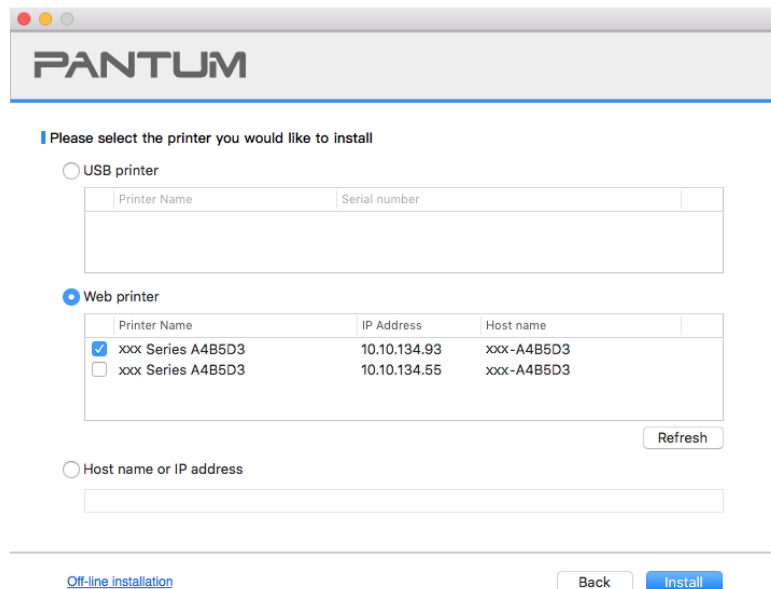 PANTUM
Please select the printer you would like to install
USB printer
Printer Name Serial number
Web printer
Printer Name IP Address Host name
xxx Series A4B5D3 10.10.134.93 xxx-A4B5D3
xxx Series A4B5D3 10.10.134.55 xxx-A4B5D3
Refresh
Host name or IP address
Off-line installation Back Install